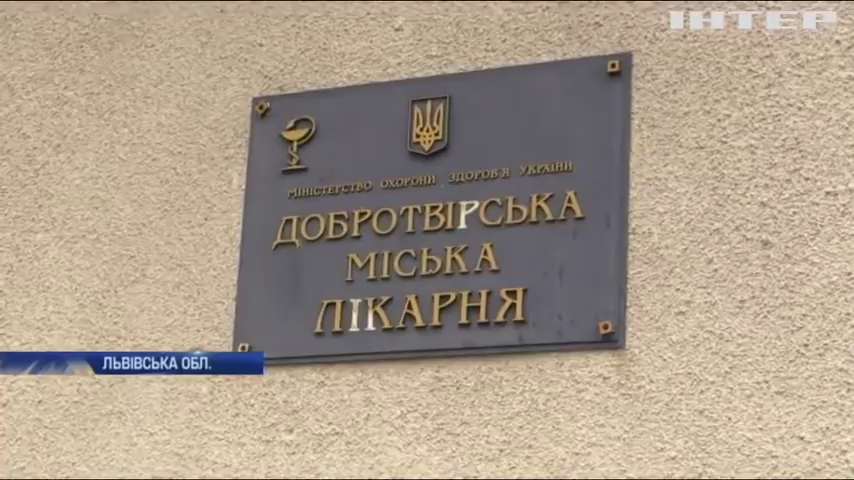 ІНТЕР
МІНІСТЕРСТВО ОХОРОНИ ЗДОРОВ'Я УКРАЇНИ
ДОБРОТВІРСЬКА
МІСЬКА
ЛІКАРНЯ
ЛЬВІВСЬКА ОБЛ.